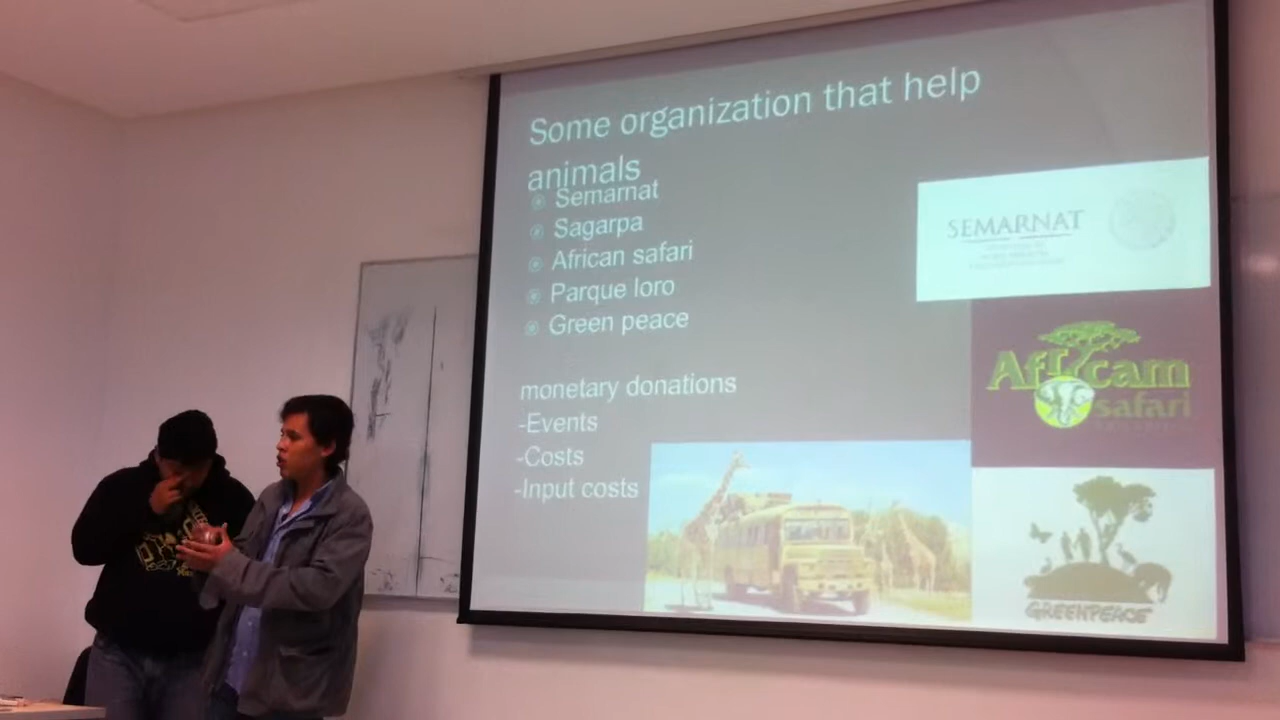 Some organization that help
animals
Semarnat
Sagarpa
African safari
Parque loro
Green peace
monetary donations
-Events
-Costs
-Input costs
SEMARNAT
Africam
safari
GREENPEACE